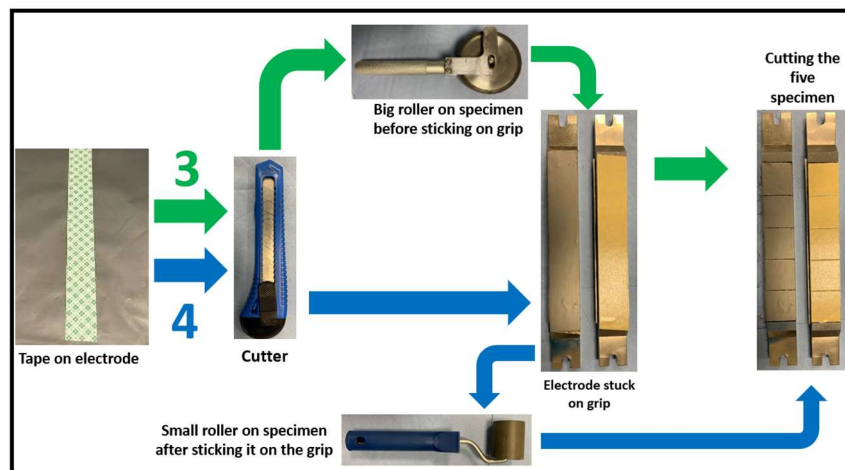 3
4
Tape on electrode
Cutter
Big roller on specimen
before sticking on grip
Electrode stuck
on grip
Small roller on specimen
after sticking it on the grip
Cutting the
five
specimen